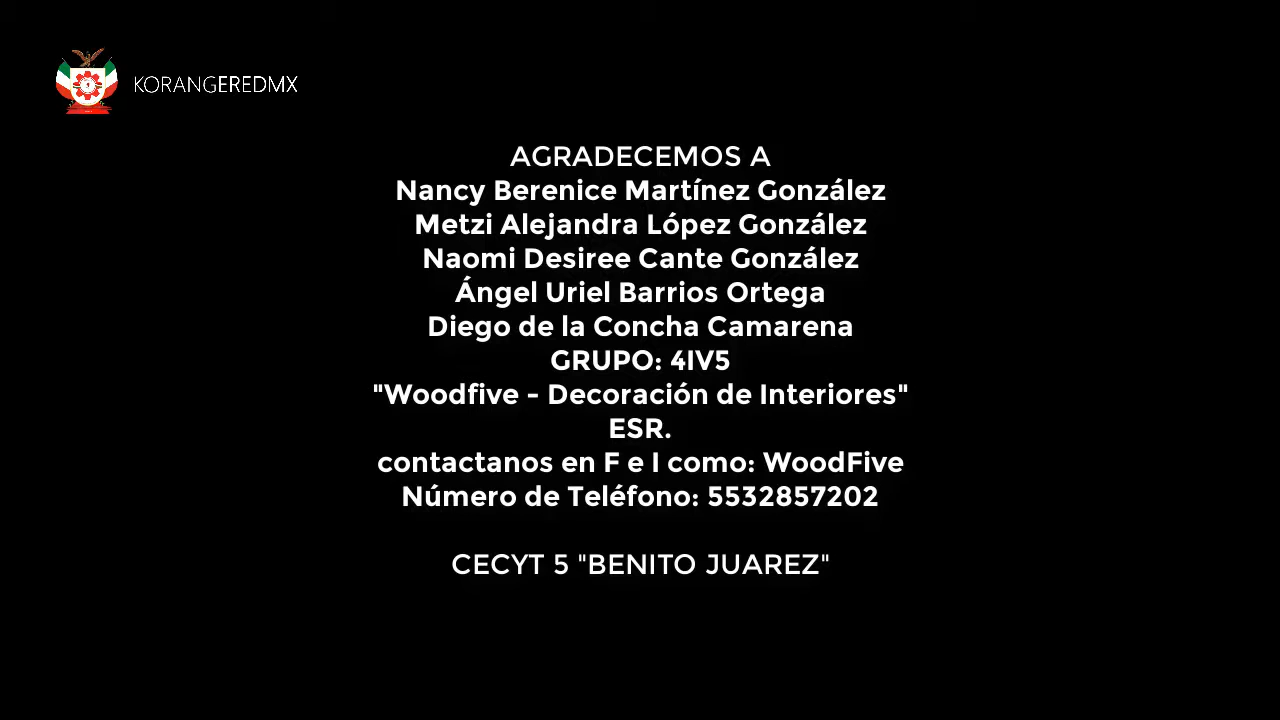 KORANGEREDMX
AGRADECEMOS A
Nancy Berenice Martínez González
Metzi Alejandra López González
Naomi Desiree Cante González
Ángel Uriel Barrios Ortega
Diego de la Concha Camarena
GRUPO: 4IV5
"Woodfive - Decoración de Interiores"
ESR.
contactanos en F e I como: WoodFive
Número de Teléfono: 5532857202
CECYT 5 "BENITO JUAREZ"